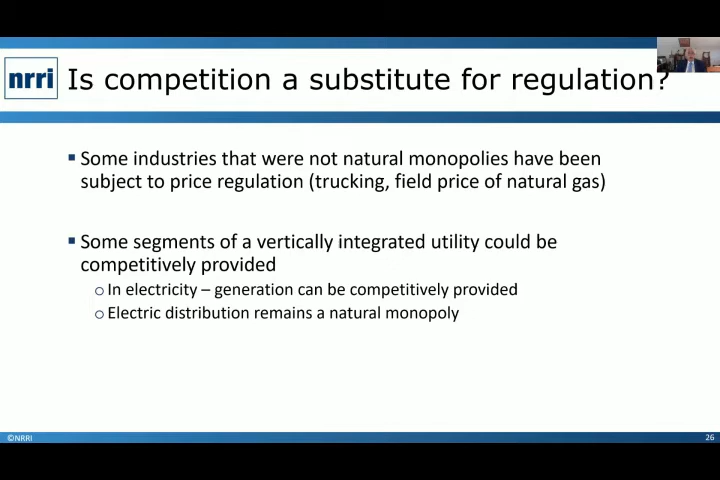 nrri Is competition a substitute for regulation?
▪ Some industries that were not natural monopolies have been
subject to price regulation (trucking, field price of natural gas)
▪ Some segments of a vertically integrated utility could be
competitively provided
o In electricity – generation can be competitively provided
o Electric distribution remains a natural monopoly
©NRRI 26